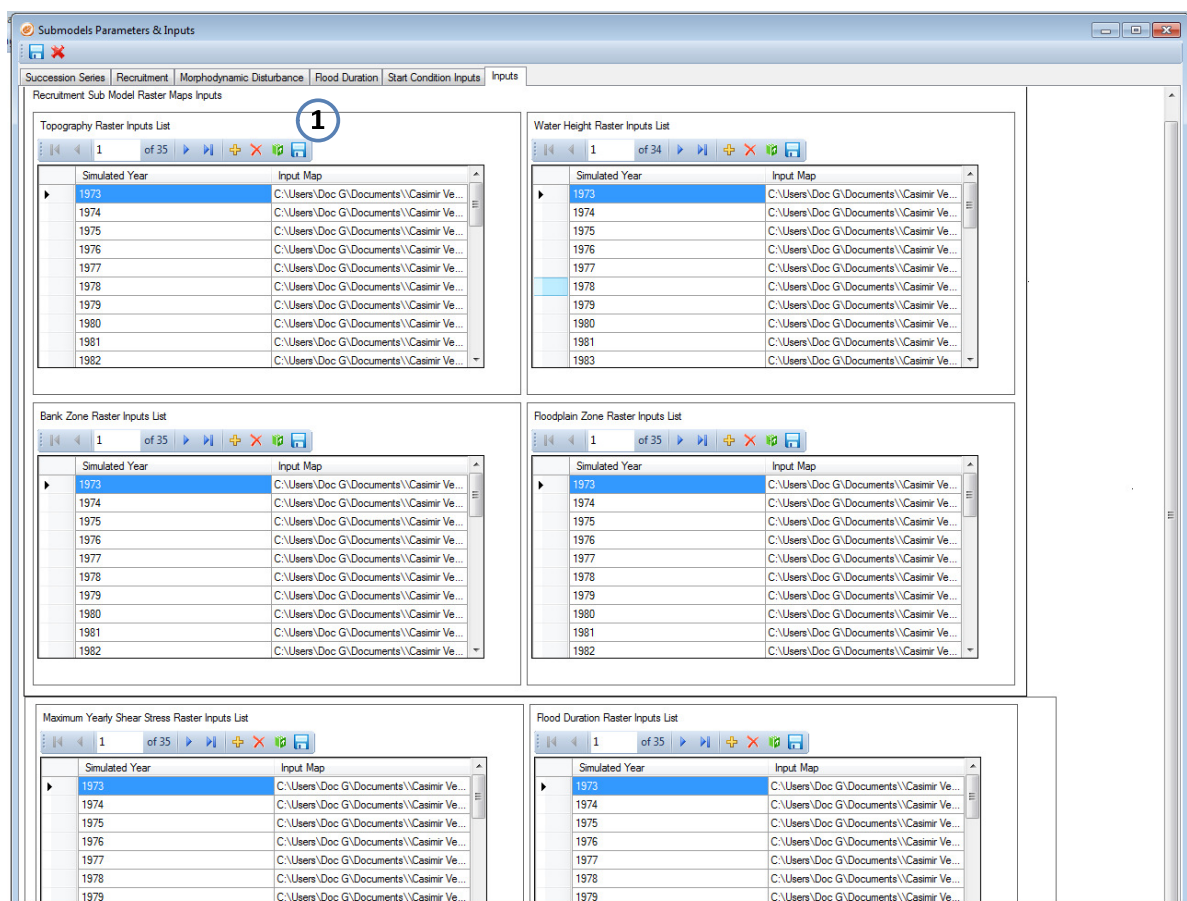 Submodels Parameters & Inputs
Succession Series Recruitment Morphodynamic Disturbance Flood Duration Start Condition Inputs Inputs
Recruitment Sub Model Raster Maps Inputs
1
Topography Raster Inputs List
1 of 35
Simulated Year Input Map
1973 C:\Users\Doc G\Documents\\Casimir Ve...
1974 C:\Users\Doc G\Documents\\Casimir Ve...
1975 C:\Users\Doc G\Documents\\Casimir Ve...
1976 C:\Users\Doc G\Documents\\Casimir Ve...
1977 C:\Users\Doc G\Documents\\Casimir Ve...
1978 C:\Users\Doc G\Documents\\Casimir Ve...
1979 C:\Users\Doc G\Documents\\Casimir Ve...
1980 C:\Users\Doc G\Documents\\Casimir Ve...
1981 C:\Users\Doc G\Documents\\Casimir Ve...
1982 C:\Users\Doc G\Documents\\Casimir Ve...
Water Height Raster Inputs List
1 of 34
Simulated Year Input Map
1973 C:\Users\Doc G\Documents\\Casimir Ve...
1974 C:\Users\Doc G\Documents\\Casimir Ve...
1975 C:\Users\Doc G\Documents\\Casimir Ve...
1976 C:\Users\Doc G\Documents\\Casimir Ve...
1977 C:\Users\Doc G\Documents\\Casimir Ve...
1978 C:\Users\Doc G\Documents\\Casimir Ve...
1979 C:\Users\Doc G\Documents\\Casimir Ve...
1980 C:\Users\Doc G\Documents\\Casimir Ve...
1981 C:\Users\Doc G\Documents\\Casimir Ve...
1983 C:\Users\Doc G\Documents\\Casimir Ve...
Bank Zone Raster Inputs List
1 of 35
Simulated Year Input Map
1973 C:\Users\Doc G\Documents\\Casimir Ve...
1974 C:\Users\Doc G\Documents\\Casimir Ve...
1975 C:\Users\Doc G\Documents\\Casimir Ve...
1976 C:\Users\Doc G\Documents\\Casimir Ve...
1977 C:\Users\Doc G\Documents\\Casimir Ve...
1978 C:\Users\Doc G\Documents\\Casimir Ve...
1979 C:\Users\Doc G\Documents\\Casimir Ve...
1980 C:\Users\Doc G\Documents\\Casimir Ve...
1981 C:\Users\Doc G\Documents\\Casimir Ve...
1982 C:\Users\Doc G\Documents\\Casimir Ve...
Floodplain Zone Raster Inputs List
1 of 35
Simulated Year Input Map
1973 C:\Users\Doc G\Documents\\Casimir Ve...
1974 C:\Users\Doc G\Documents\\Casimir Ve...
1975 C:\Users\Doc G\Documents\\Casimir Ve...
1976 C:\Users\Doc G\Documents\\Casimir Ve...
1977 C:\Users\Doc G\Documents\\Casimir Ve...
1978 C:\Users\Doc G\Documents\\Casimir Ve...
1979 C:\Users\Doc G\Documents\\Casimir Ve...
1980 C:\Users\Doc G\Documents\\Casimir Ve...
1981 C:\Users\Doc G\Documents\\Casimir Ve...
1982 C:\Users\Doc G\Documents\\Casimir Ve...
Maximum Yearly Shear Stress Raster Inputs List
1 of 35
Simulated Year Input Map
1973 C:\Users\Doc G\Documents\\Casimir Ve...
1974 C:\Users\Doc G\Documents\\Casimir Ve...
1975 C:\Users\Doc G\Documents\\Casimir Ve...
1976 C:\Users\Doc G\Documents\\Casimir Ve...
1977 C:\Users\Doc G\Documents\\Casimir Ve...
1978 C:\Users\Doc G\Documents\\Casimir Ve...
1979 C:\Users\Doc G\Documents\\Casimir Ve...
Flood Duration Raster Inputs List
1 of 35
Simulated Year Input Map
1973 C:\Users\Doc G\Documents\\Casimir Ve...
1974 C:\Users\Doc G\Documents\\Casimir Ve...
1975 C:\Users\Doc G\Documents\\Casimir Ve...
1976 C:\Users\Doc G\Documents\\Casimir Ve...
1977 C:\Users\Doc G\Documents\\Casimir Ve...
1978 C:\Users\Doc G\Documents\\Casimir Ve...
1979 C:\Users\Doc G\Documents\\Casimir Ve...